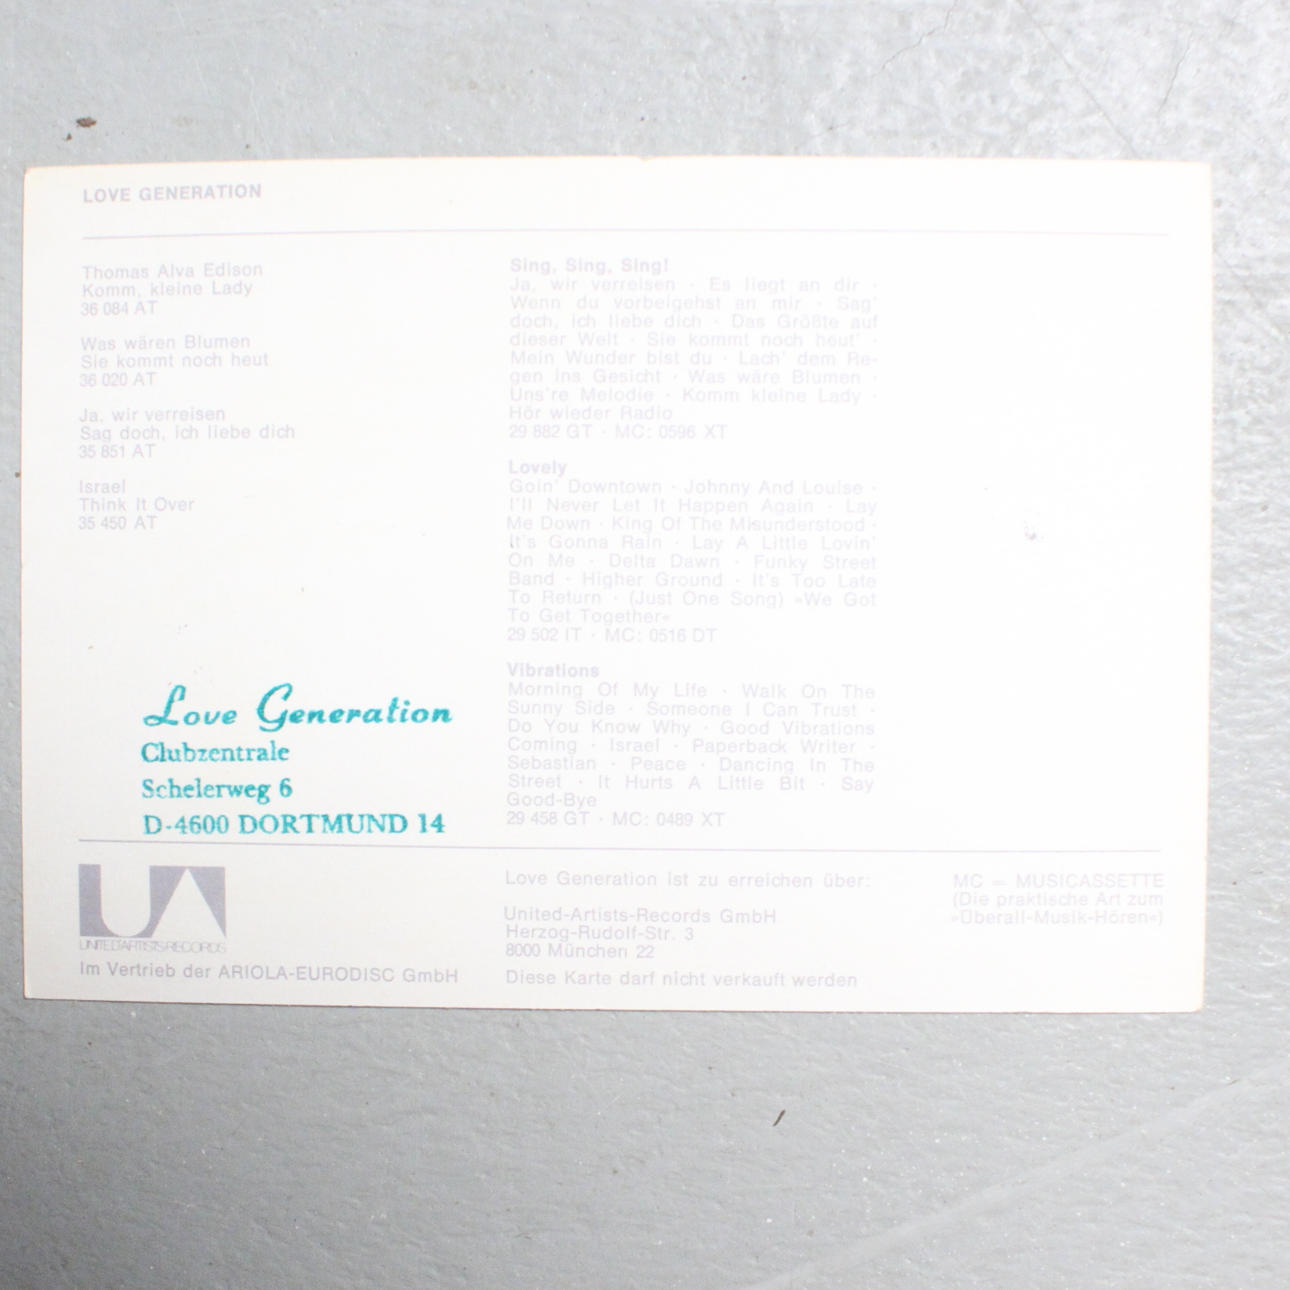 LOVE GENERATION
Thomas Alva Edison
Komm, kleine Lady
36 084 AT
Was wären Blumen
Sie kommt noch heut
36 020 AT
Ja, wir verreisen
Sag doch, ich liebe dich
35 851 AT
Israel
Think It Over
35 450 AT
Sing, Sing, Sing!
Ja, wir verreisen · Es liegt an dir ·
Wenn du vorbeigehst an mir · Sag'
doch, ich liebe dich · Das Größte auf
dieser Welt · Sie kommt noch heut' ·
Mein Wunder bist du · Lach' dem Re-
gen ins Gesicht · Was wäre Blumen ·
Uns're Melodie · Komm kleine Lady ·
Hör wieder Radio
29 882 GT · MC: 0596 XT
Lovely
Goin' Downtown · Johnny And Louise ·
I'll Never Let It Happen Again · Lay
Me Down · King Of The Misunderstood ·
It's Gonna Rain · Lay A Little Lovin'
On Me · Delta Dawn · Funky Street
Band · Higher Ground · It's Too Late
To Return · (Just One Song) »We Got
To Get Together«
29 502 IT · MC: 0516 DT
Vibrations
Morning Of My Life · Walk On The
Sunny Side · Someone I Can Trust ·
Do You Know Why · Good Vibrations
Coming · Israel · Paperback Writer ·
Sebastian · Peace · Dancing In The
Street · It Hurts A Little Bit · Say
Good-Bye
29 458 GT · MC: 0489 XT
Love Generation
Clubzentrale
Schelerweg 6
D-4600 DORTMUND 14
UA
UNITED ARTISTS RECORDS
Im Vertrieb der ARIOLA-EURODISC GmbH
Love Generation ist zu erreichen über:
United-Artists-Records GmbH
Herzog-Rudolf-Str. 3
8000 München 22
Diese Karte darf nicht verkauft werden
MC = MUSICASSETTE
(Die praktische Art zum
»Überall-Musik-Hören«)